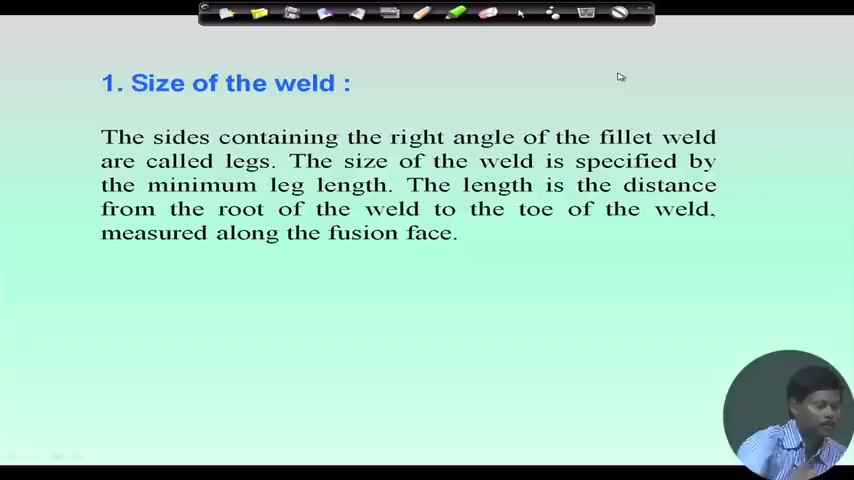 1. Size of the weld :
The sides containing the right angle of the fillet weld
are called legs. The size of the weld is specified by
the minimum leg length. The length is the distance
from the root of the weld to the toe of the weld,
measured along the fusion face.